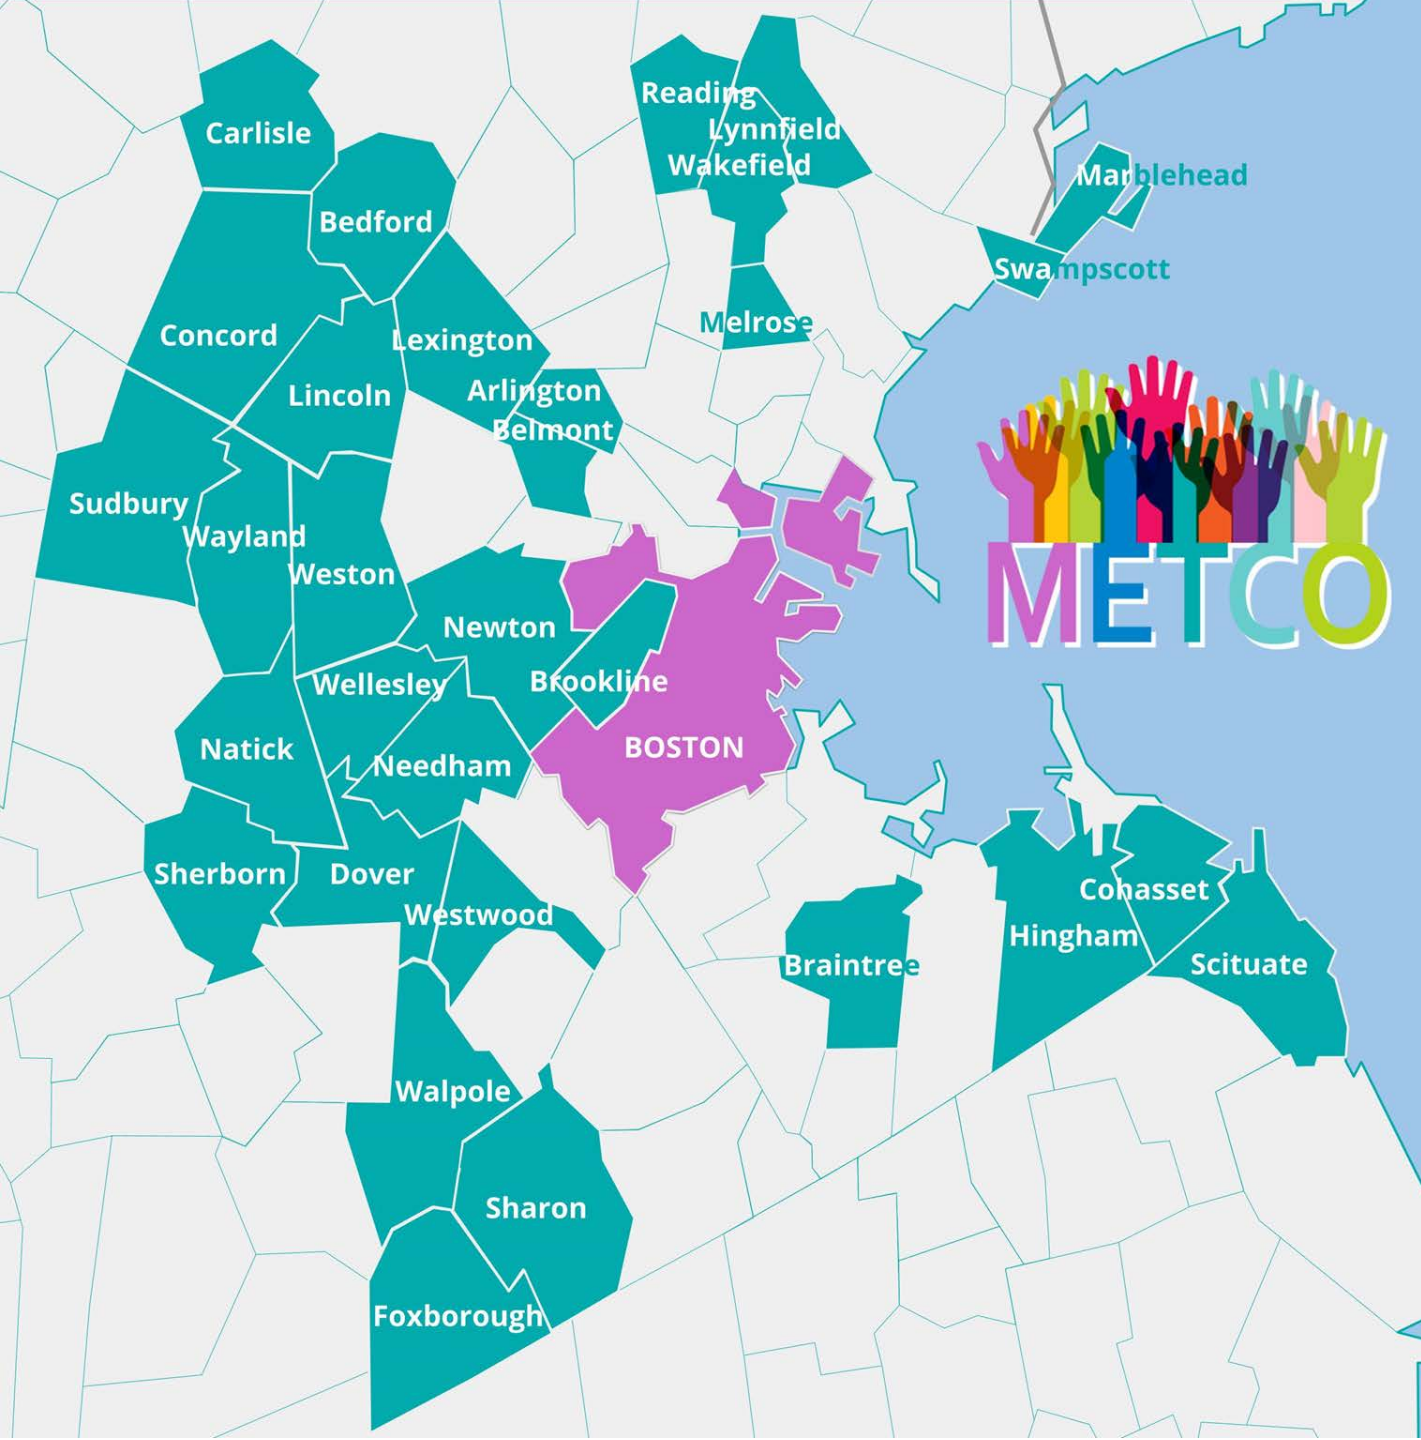 Reading
Lynnfield
Carlisle
Wakefield
Marblehead
Bedford
Swampscott
Melrose
Concord
Lexington
Arlington
Lincoln
Belmont
Sudbury
Wayland
Weston
METCO
Newton
Brookline
Wellesley
BOSTON
Natick
Needham
Sherborn
Dover
Cohasset
Westwood
Hingham
Scituate
Braintree
Walpole
Sharon
Foxborough